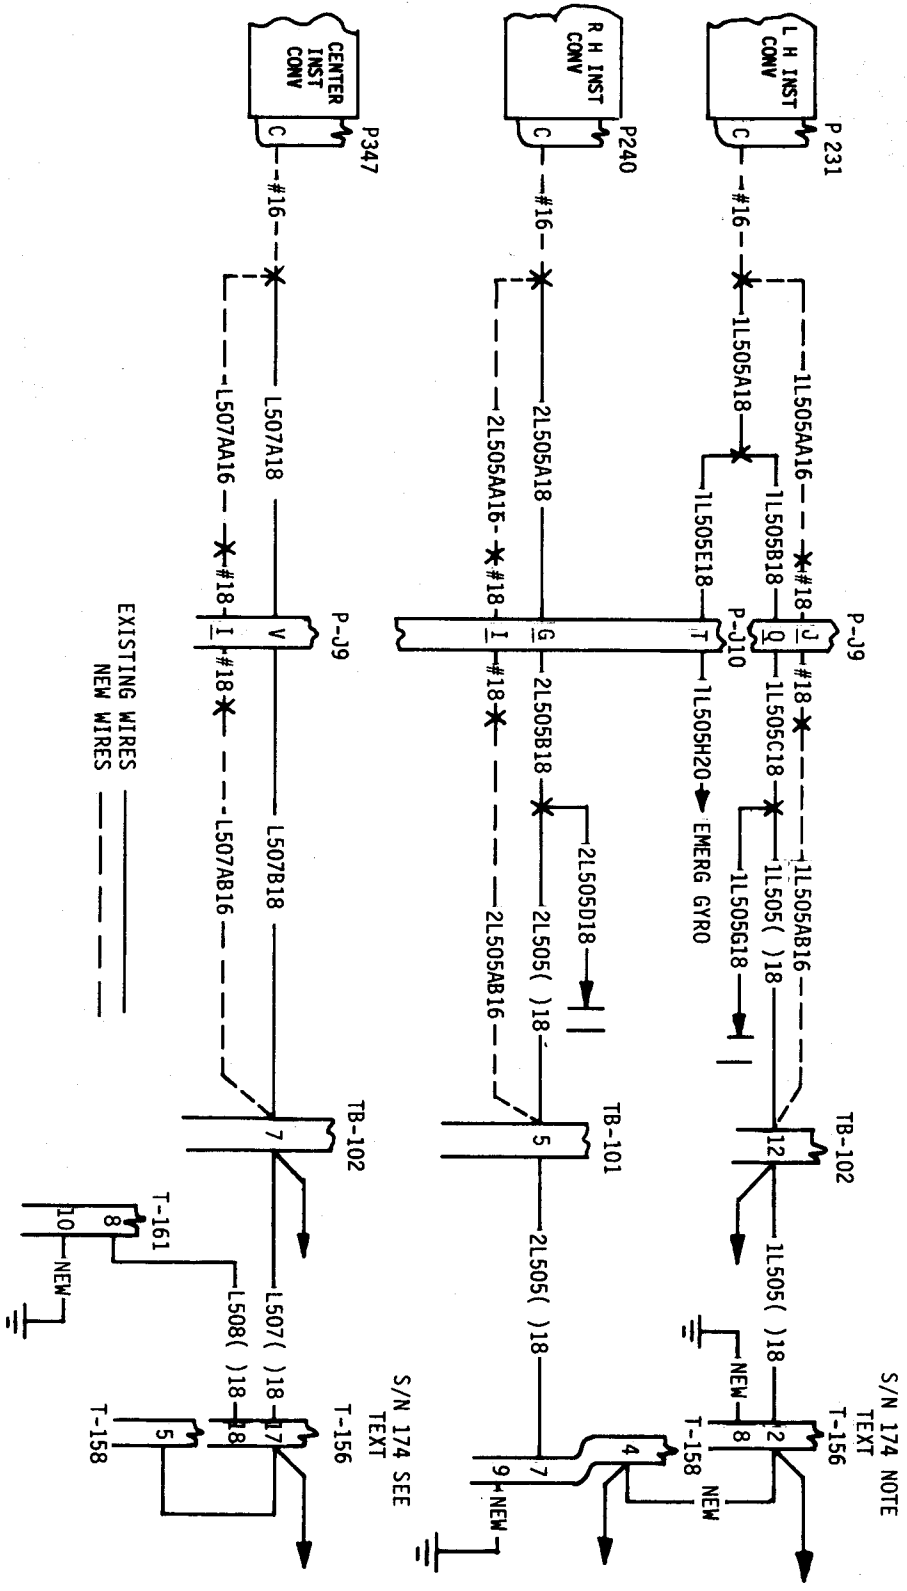 L H INST
CONV
P 231
C
#16
1L505AA16
#18
1L505A18
1L505B18
1L505E18
P-J9
J
Q
#18
1L505C18
1L505AB16
1L505( )18
1L505G18
P-J10
T
1L505H20
EMERG GYRO
TB-102
12
1L505( )18
NEW
S/N 174 NOTE
TEXT
T-156
12
8
NEW
R H INST
CONV
P240
C
#16
2L505A18
2L505AA16
#18
G
I
#18
2L505B18
2L505D18
2L505( )18
2L505AB16
TB-101
5
2L505( )18
T-158
4
7
9
NEW
CENTER
INST
CONV
P347
C
#16
L507A18
L507AA16
#18
P-J9
V
I
#18
L507B18
L507AB16
TB-102
7
L507( )18
L508( )18
T-161
8
10
NEW
S/N 174 SEE
TEXT
T-156
17
18
T-158
5
EXISTING WIRES
NEW WIRES